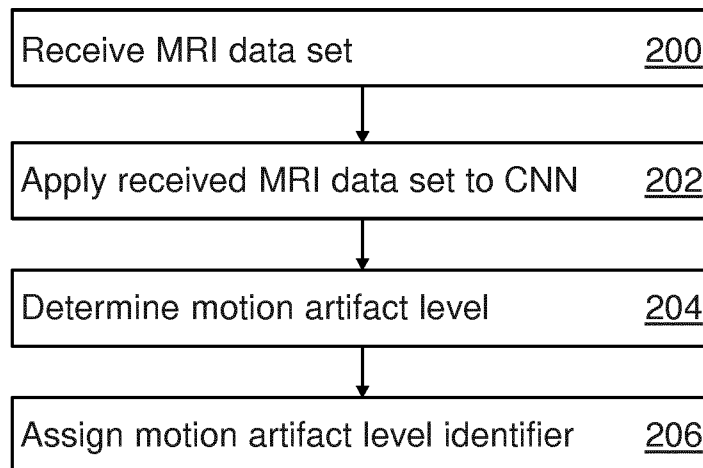 Receive MRI data set 200
Apply received MRI data set to CNN 202
Determine motion artifact level 204
Assign motion artifact level identifier 206